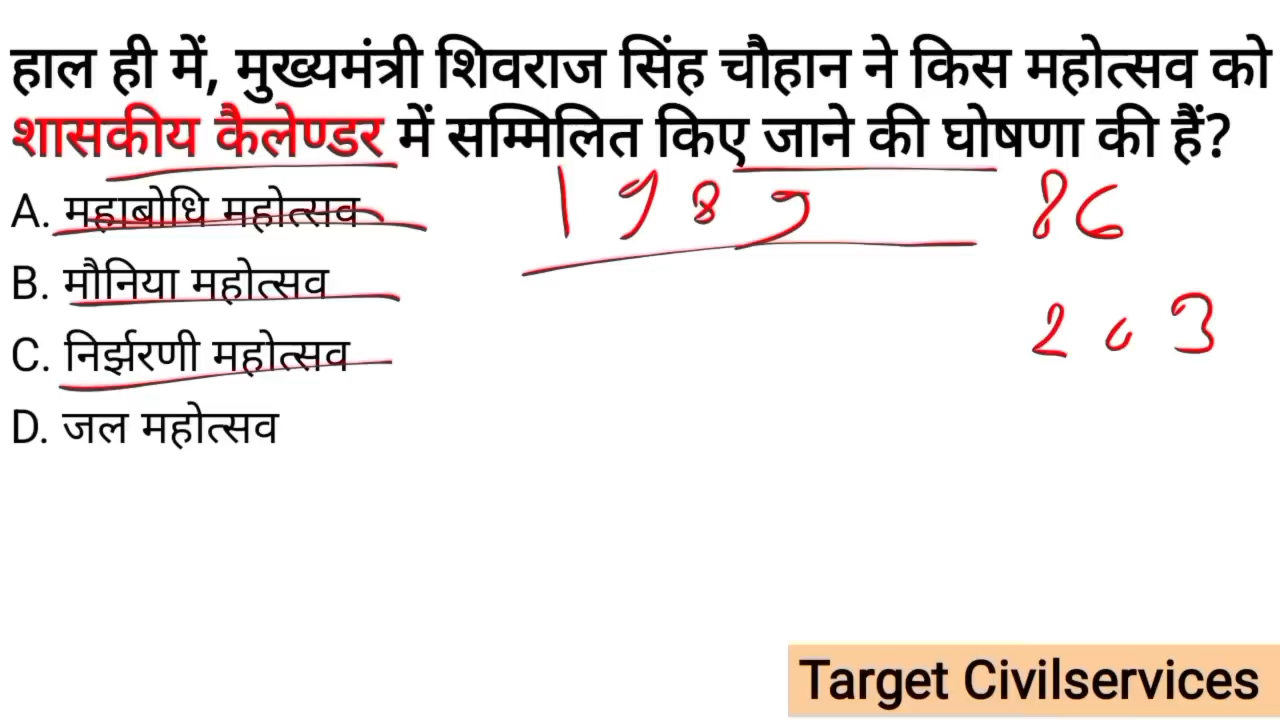 हाल ही में, मुख्यमंत्री शिवराज सिंह चौहान ने किस महोत्सव को
शासकीय कैलेण्डर में सम्मिलित किए जाने की घोषणा की हैं?
A. महाबोधि महोत्सव
B. मौनिया महोत्सव
C. निर्झरणी महोत्सव
D. जल महोत्सव
86
203
Target Civilservices